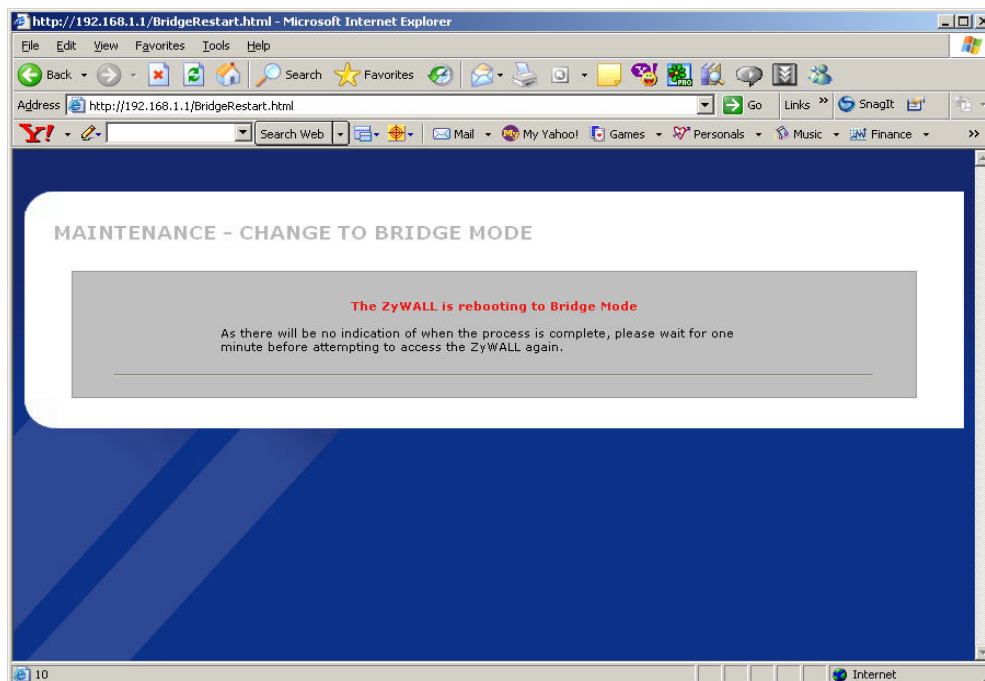 http://192.168.1.1/BridgeRestart.html - Microsoft Internet Explorer
File Edit View Favorites Tools Help
Back Search Favorites PRO
Address http://192.168.1.1/BridgeRestart.html Go Links » SnagIt
Y! Search Web Mail My Yahoo! Games Personals Music Finance »
MAINTENANCE - CHANGE TO BRIDGE MODE
The ZyWALL is rebooting to Bridge Mode
As there will be no indication of when the process is complete, please wait for one
minute before attempting to access the ZyWALL again.
10 Internet